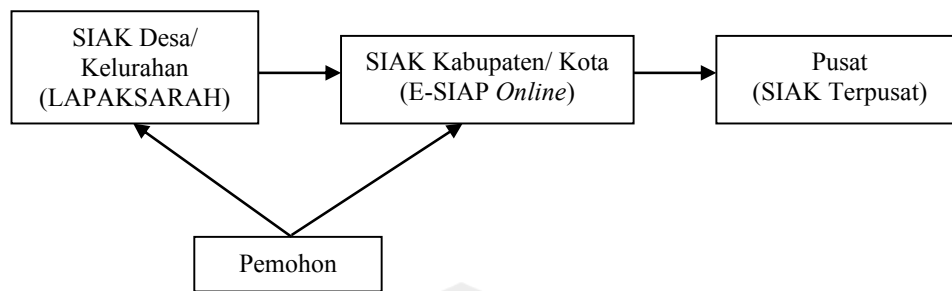 SIAK Desa/
Kelurahan
(LAPAKSARAH)
SIAK Kabupaten/ Kota
(E-SIAP Online)
Pusat
(SIAK Terpusat)
Pemohon